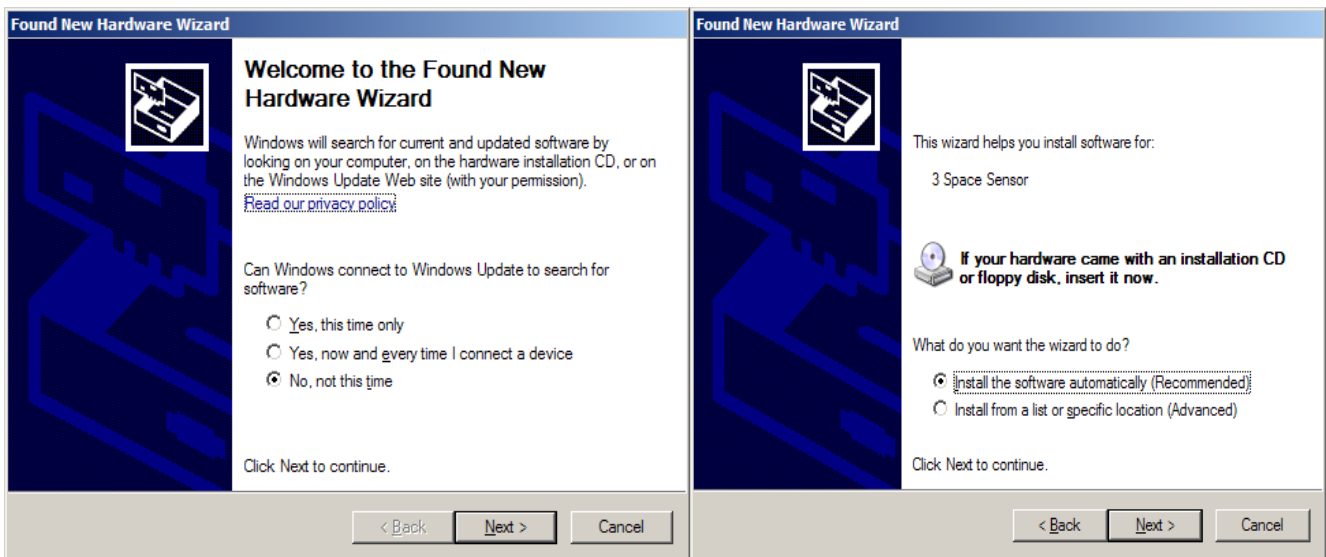 Found New Hardware Wizard
Welcome to the Found New
Hardware Wizard
Windows will search for current and updated software by
looking on your computer, on the hardware installation CD, or on
the Windows Update Web site (with your permission).
Read our privacy policy
Can Windows connect to Windows Update to search for
software?
Yes, this time only
Yes, now and every time I connect a device
No, not this time
Click Next to continue.
< Back
Next >
Cancel
Found New Hardware Wizard
This wizard helps you install software for:
3 Space Sensor
If your hardware came with an installation CD
or floppy disk, insert it now.
What do you want the wizard to do?
Install the software automatically (Recommended)
Install from a list or specific location (Advanced)
Click Next to continue.
< Back
Next >
Cancel